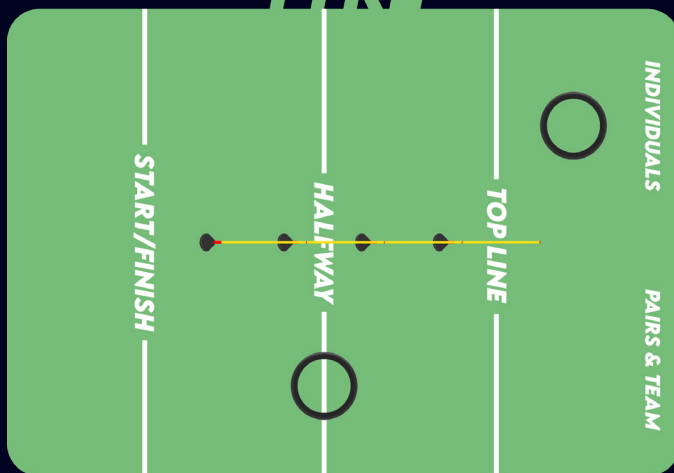 INDIVIDUALS
PAIRS & TEAM
TOP LINE
HALFWAY
START/FINISH